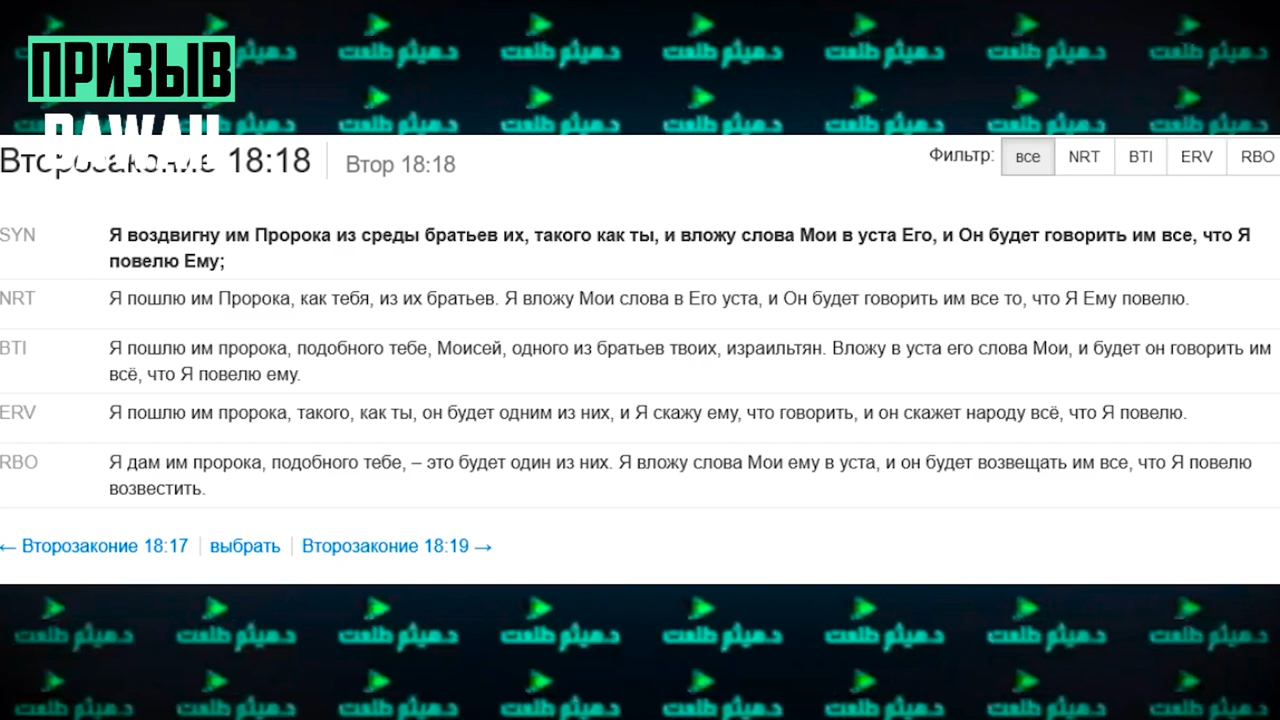 ПРИЗЫВ
Второзаконие 18:18
Втор 18:18
Фильтр:
все
NRT
BTI
ERV
RBO
SYN
Я воздвигну им Пророка из среды братьев их, такого как ты, и вложу слова Мои в уста Его, и Он будет говорить им все, что Я
повелю Ему;
NRT
Я пошлю им Пророка, как тебя, из их братьев. Я вложу Мои слова в Его уста, и Он будет говорить им все то, что Я Ему повелю.
BTI
Я пошлю им пророка, подобного тебе, Моисей, одного из братьев твоих, израильтян. Вложу в уста его слова Мои, и будет он говорить им
всё, что Я повелю ему.
ERV
Я пошлю им пророка, такого, как ты, он будет одним из них, и Я скажу ему, что говорить, и он скажет народу всё, что Я повелю.
RBO
Я дам им пророка, подобного тебе, – это будет один из них. Я вложу слова Мои ему в уста, и он будет возвещать им все, что Я повелю
возвестить.
← Второзаконие 18:17
выбрать
Второзаконие 18:19 →